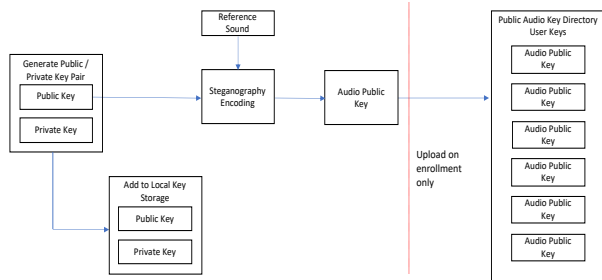 Reference
Sound
Generate Public /
Private Key Pair
Public Key
Private Key
Steganography
Encoding
Audio Public
Key
Upload on
enrollment
only
Add to Local Key
Storage
Public Key
Private Key
Public Audio Key Directory
User Keys
Audio Public
Key
Audio Public
Key
Audio Public
Key
Audio Public
Key
Audio Public
Key
Audio Public
Key